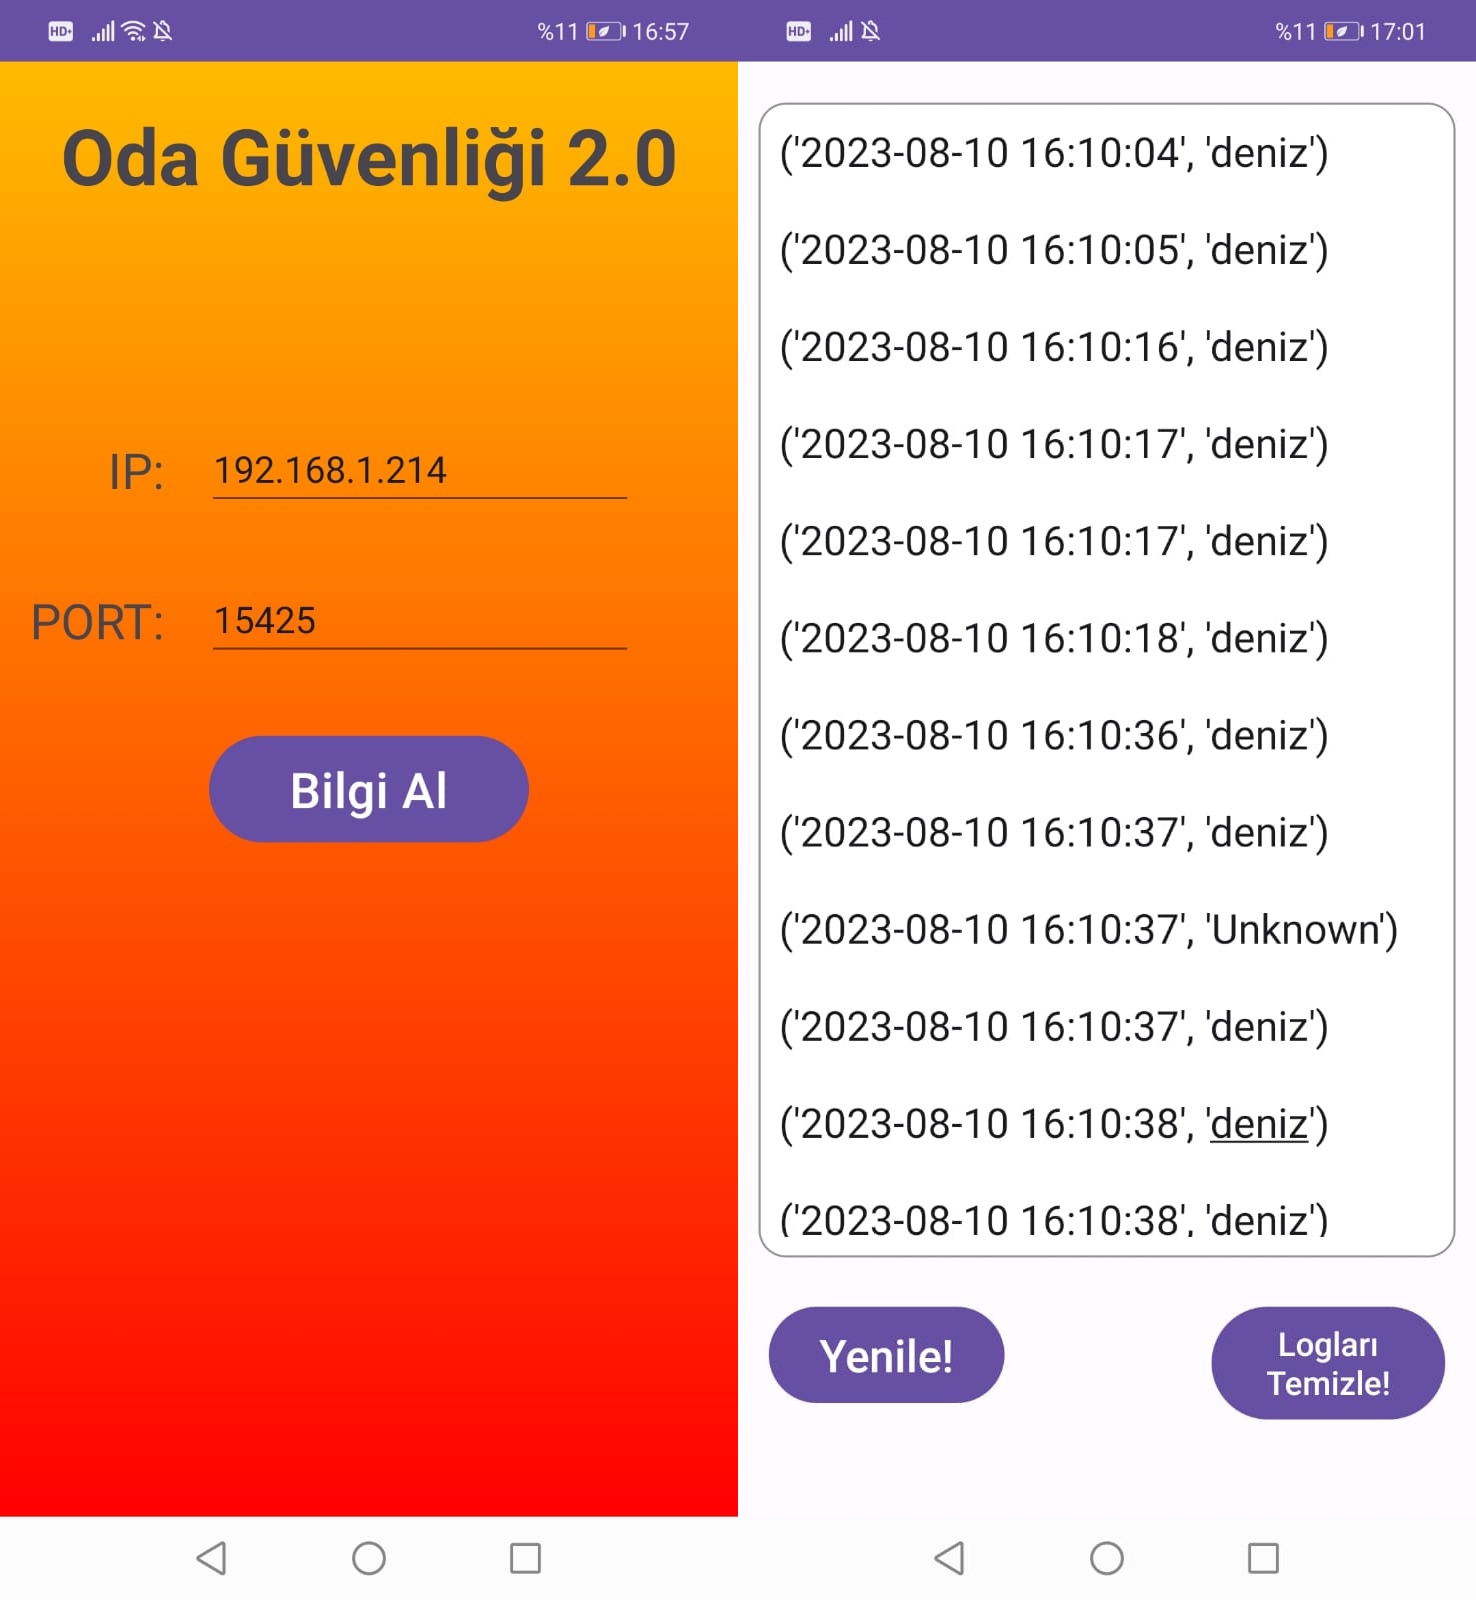 HD+ %11 16:57
Oda Güvenliği 2.0
IP: 192.168.1.214
PORT: 15425
Bilgi Al
HD+ %11 17:01
('2023-08-10 16:10:04', 'deniz')
('2023-08-10 16:10:05', 'deniz')
('2023-08-10 16:10:16', 'deniz')
('2023-08-10 16:10:17', 'deniz')
('2023-08-10 16:10:17', 'deniz')
('2023-08-10 16:10:18', 'deniz')
('2023-08-10 16:10:36', 'deniz')
('2023-08-10 16:10:37', 'deniz')
('2023-08-10 16:10:37', 'Unknown')
('2023-08-10 16:10:37', 'deniz')
('2023-08-10 16:10:38', 'deniz')
('2023-08-10 16:10:38', 'deniz')
Yenile!
Logları
Temizle!